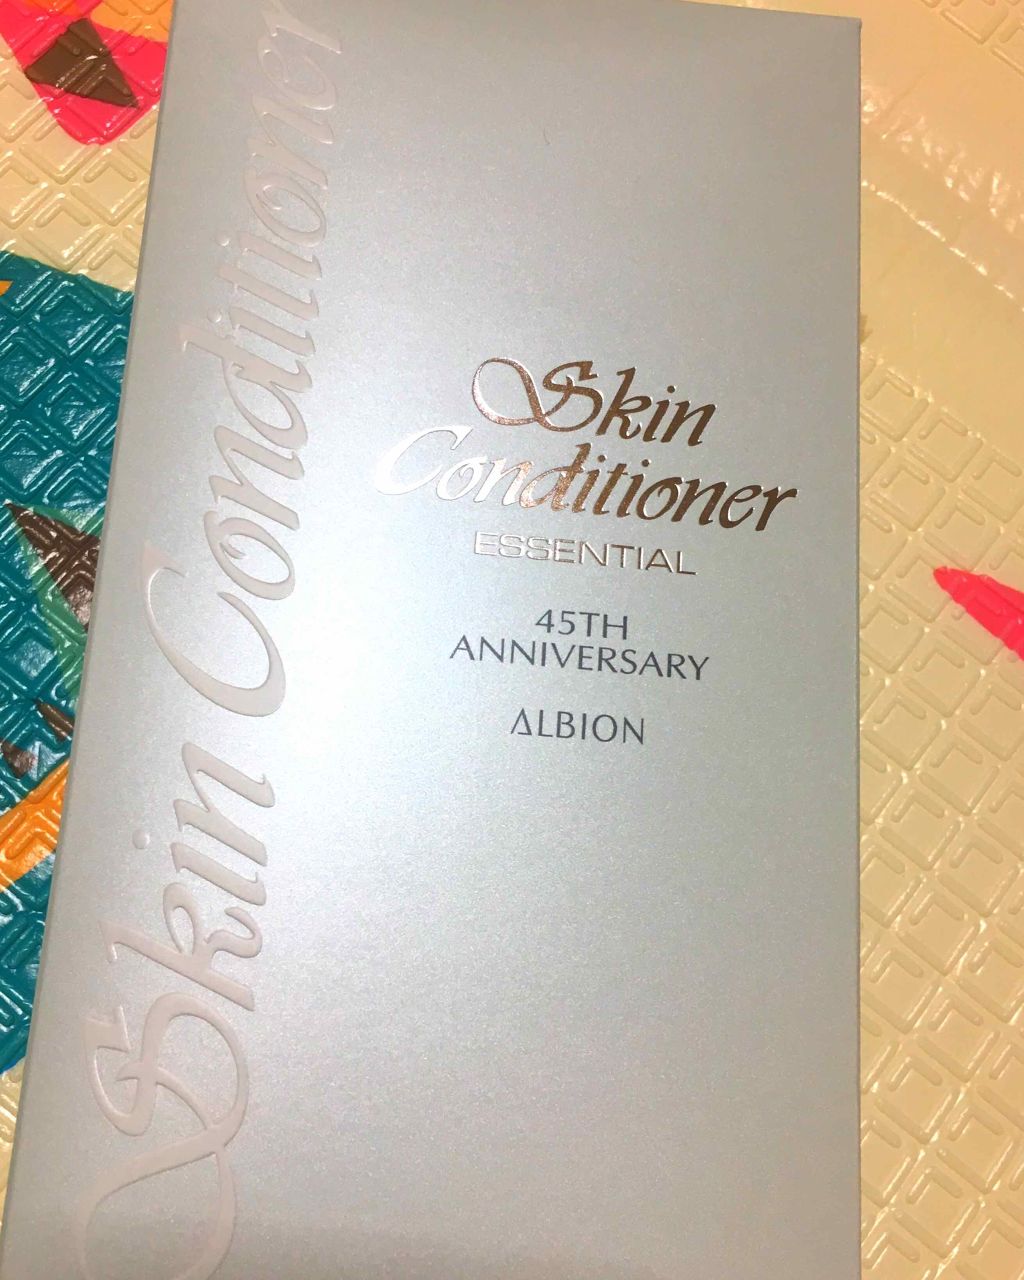 Skin Conditioner
Skin
Conditioner
ESSENTIAL
45TH
ANNIVERSARY
ALBION